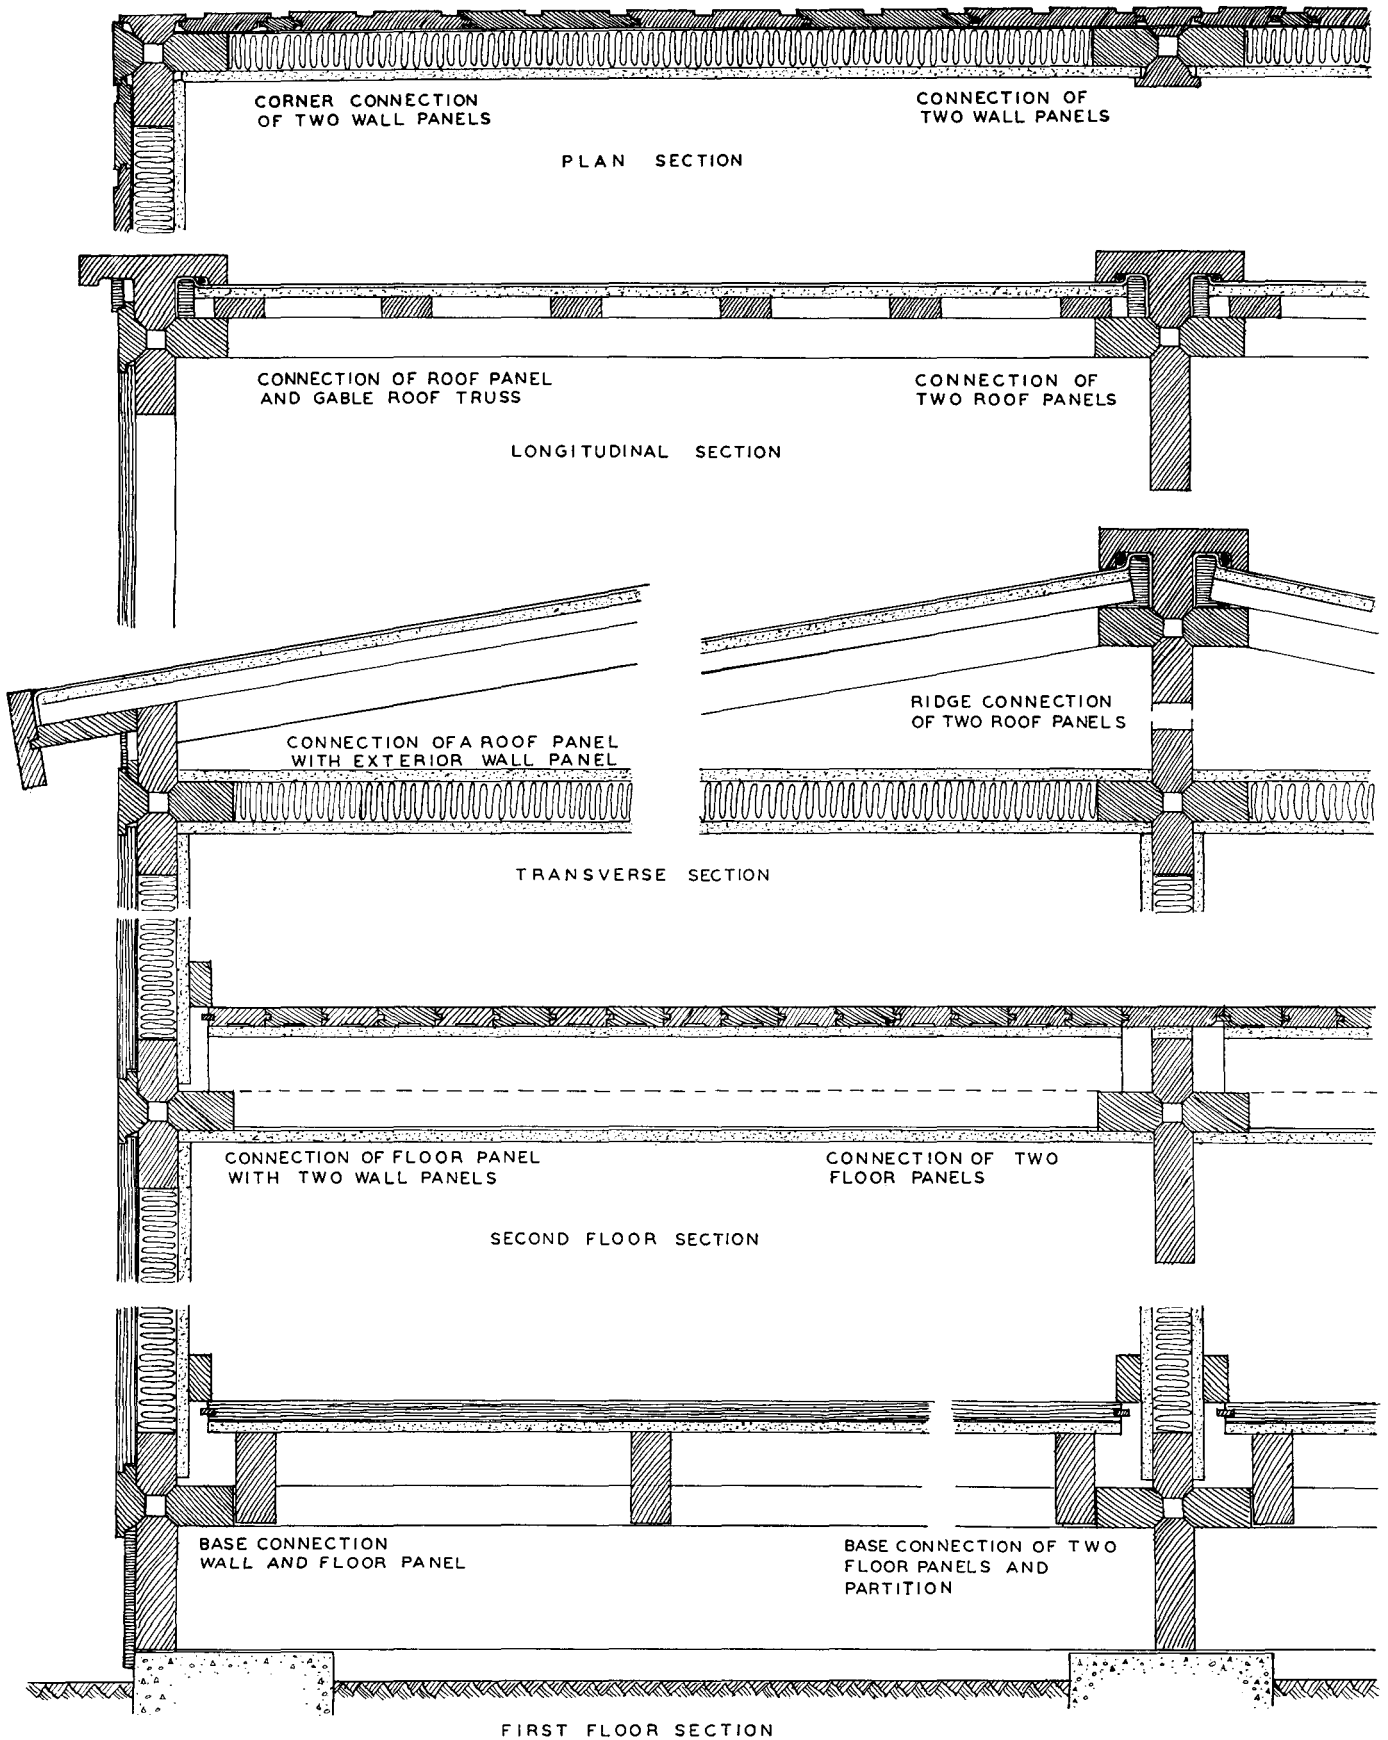 CORNER CONNECTION
OF TWO WALL PANELS
CONNECTION OF
TWO WALL PANELS
PLAN SECTION
CONNECTION OF ROOF PANEL
AND GABLE ROOF TRUSS
CONNECTION OF
TWO ROOF PANELS
LONGITUDINAL SECTION
RIDGE CONNECTION
OF TWO ROOF PANELS
CONNECTION OF A ROOF PANEL
WITH EXTERIOR WALL PANEL
TRANSVERSE SECTION
CONNECTION OF FLOOR PANEL
WITH TWO WALL PANELS
CONNECTION OF TWO
FLOOR PANELS
SECOND FLOOR SECTION
BASE CONNECTION
WALL AND FLOOR PANEL
BASE CONNECTION OF TWO
FLOOR PANELS AND
PARTITION
FIRST FLOOR SECTION